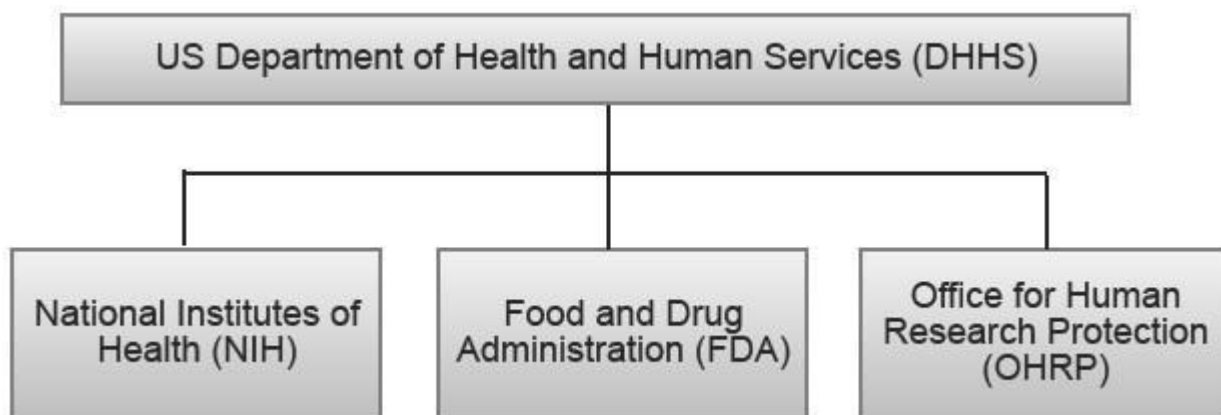 US Department of Health and Human Services (DHHS)
National Institutes of
Health (NIH)
Food and Drug
Administration (FDA)
Office for Human
Research Protection
(OHRP)